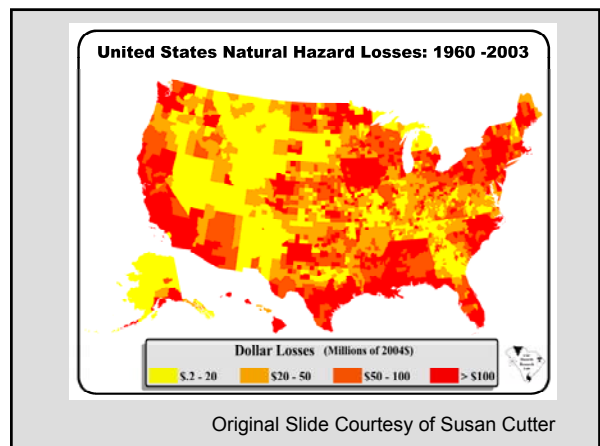 United States Natural Hazard Losses: 1960 -2003
Dollar Losses (Millions of 2004$)
$.2 - 20 $20 - 50 $50 - 100 > $100
Original Slide Courtesy of Susan Cutter